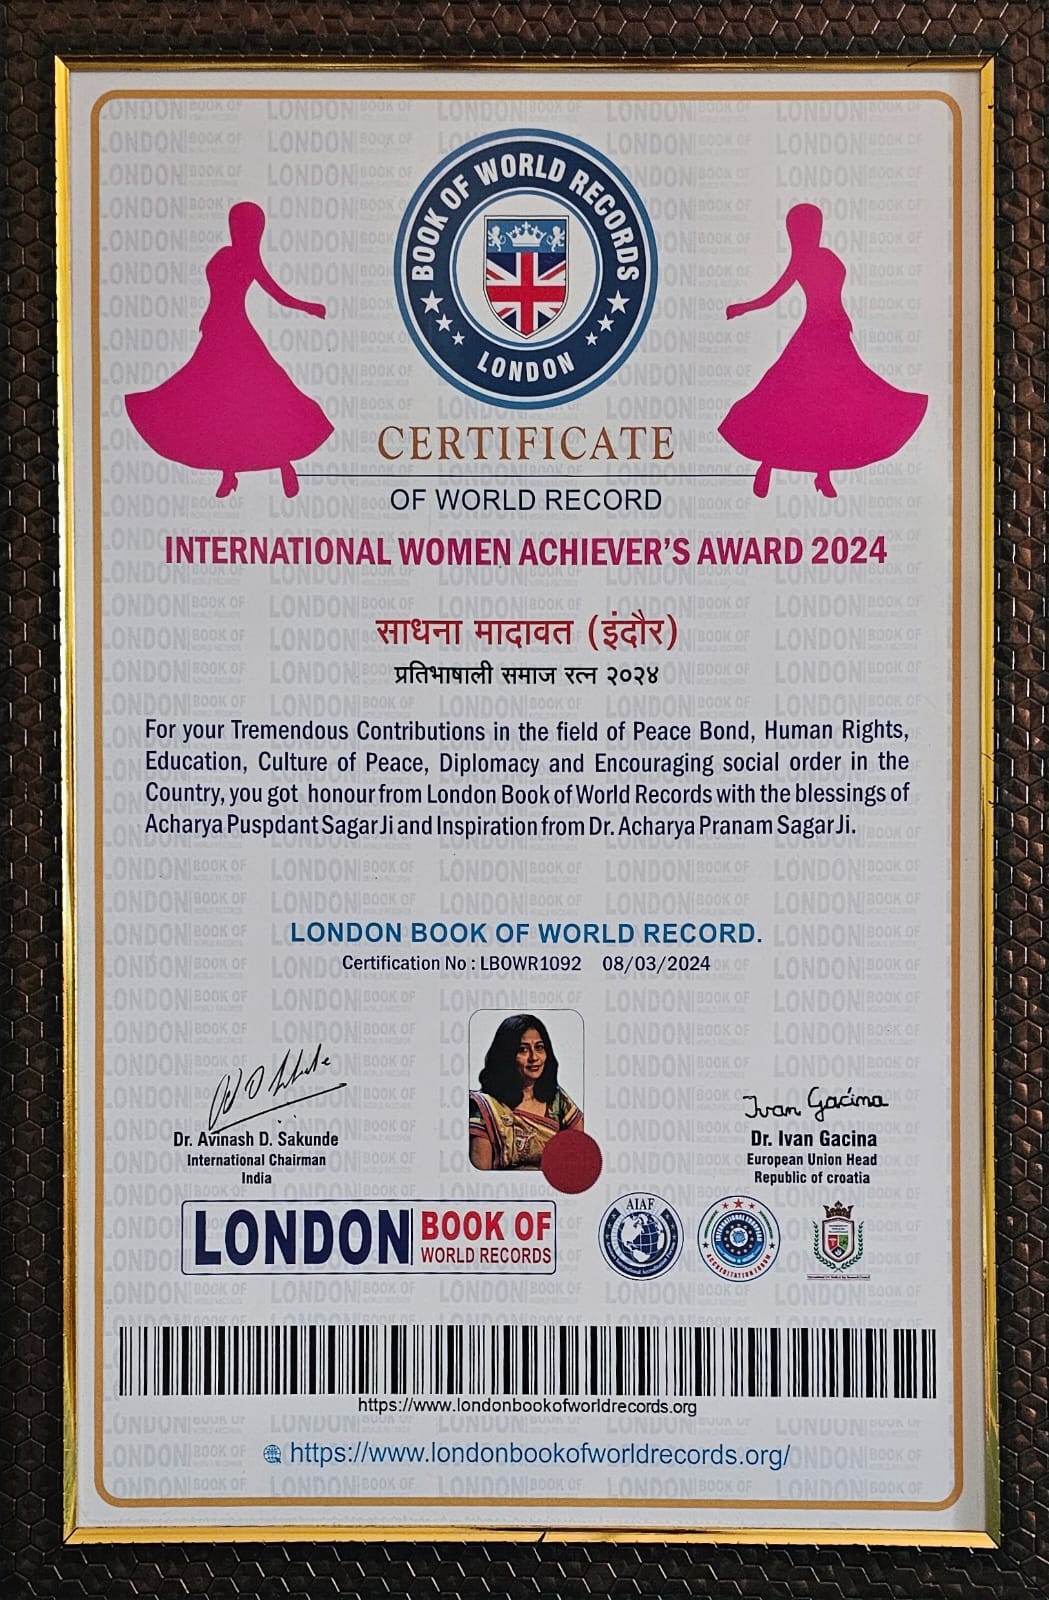 BOOK OF WORLD RECORDS
LONDON
CERTIFICATE
OF WORLD RECORD
INTERNATIONAL WOMEN ACHIEVER'S AWARD 2024
साधना मादावत (इंदौर)
प्रतिभाषाली समाज रत्न २०२४
For your Tremendous Contributions in the field of Peace Bond, Human Rights,
Education, Culture of Peace, Diplomacy and Encouraging social order in the
Country, you got honour from London Book of World Records with the blessings of
Acharya Puspdant Sagar Ji and Inspiration from Dr. Acharya Pranam Sagar Ji.
LONDON BOOK OF WORLD RECORD.
Certification No : LBOWR1092 08/03/2024
Ivan Gaćina
Dr. Avinash D. Sakunde
International Chairman
India
Dr. Ivan Gacina
European Union Head
Republic of croatia
LONDON BOOK OF
WORLD RECORDS
AIAF
ACCREDITATION FORUM
https://www.londonbookofworldrecords.org
https://www.londonbookofworldrecords.org/